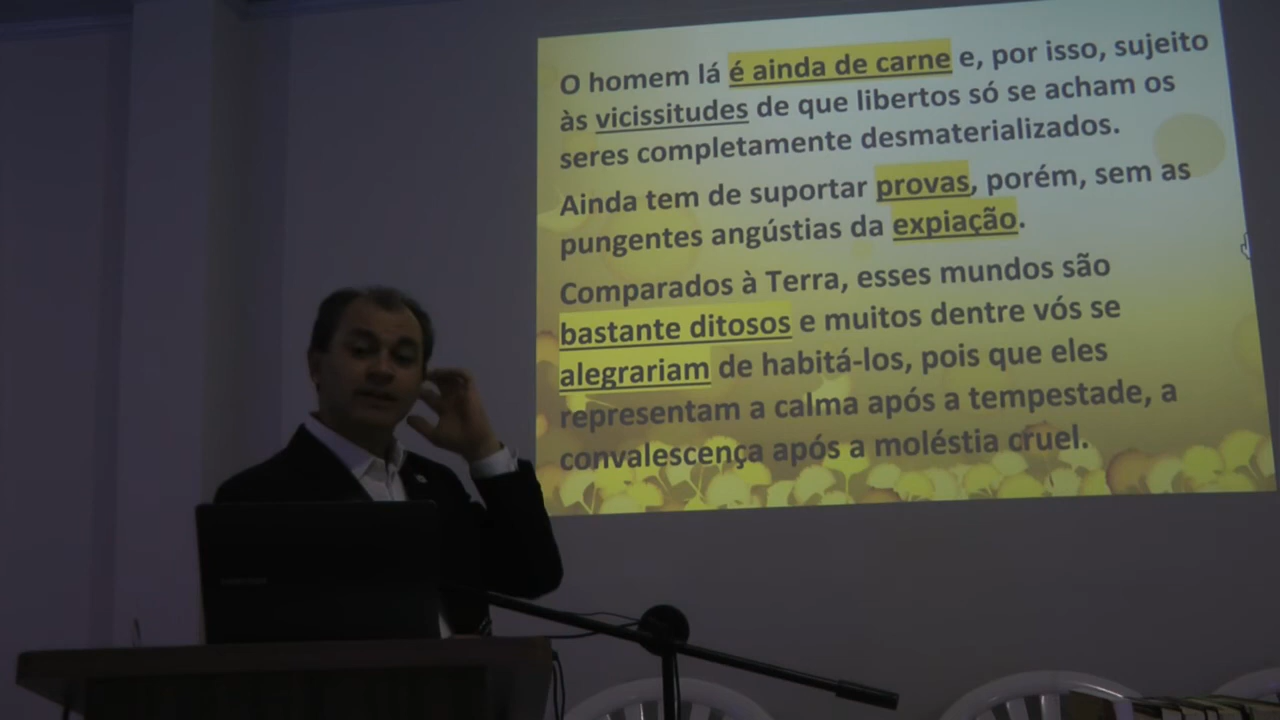 O homem lá é ainda de carne e, por isso, sujeito
às vicissitudes de que libertos só se acham os
seres completamente desmaterializados.
Ainda tem de suportar provas, porém, sem as
pungentes angústias da expiação.
Comparados à Terra, esses mundos são
bastante ditosos e muitos dentre vós se
alegrariam de habitá-los, pois que eles
representam a calma após a tempestade, a
convalescença após a moléstia cruel.